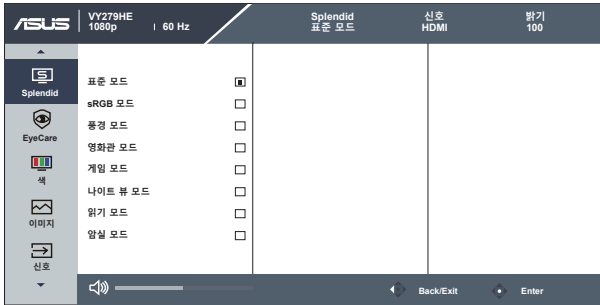 ASUS
VY279HE
1080p
60 Hz
Splendid
표준 모드
신호
HDMI
밝기
100
Splendid
EyeCare
색
이미지
신호
표준 모드
sRGB 모드
풍경 모드
영화관 모드
게임 모드
나이트 뷰 모드
읽기 모드
암실 모드
Back/Exit
Enter